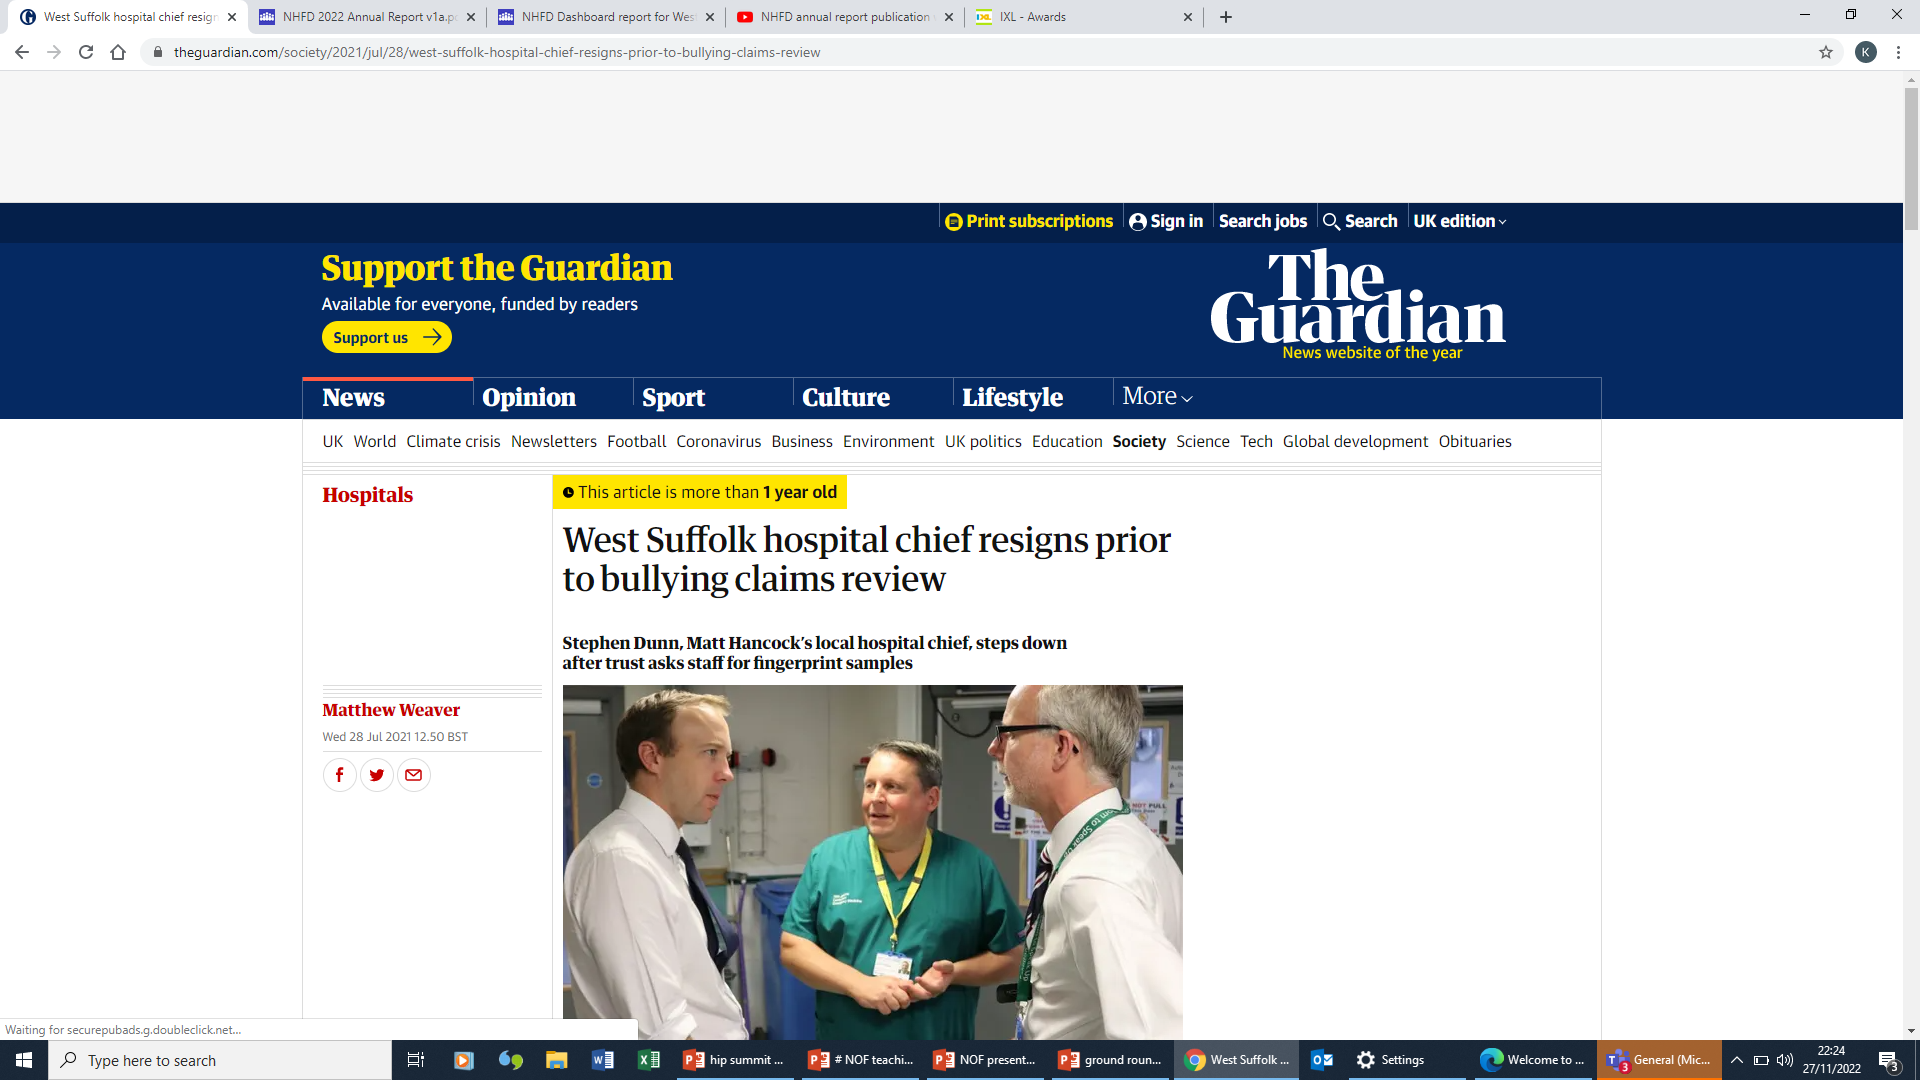 West Suffolk hospital chief resign
NHFD 2022 Annual Report v1a.pd
NHFD Dashboard report for Wes
NHFD annual report publication
IXL - Awards
theguardian.com/society/2021/jul/28/west-suffolk-hospital-chief-resigns-prior-to-bullying-claims-review
K
Print subscriptions
Sign in
Search jobs
Search
UK edition
Support the Guardian
Available for everyone, funded by readers
Support us
The
Guardian
News website of the year
News
Opinion
Sport
Culture
Lifestyle
More
UK World Climate crisis Newsletters Football Coronavirus Business Environment UK politics Education Society Science Tech Global development Obituaries
Hospitals
This article is more than 1 year old
West Suffolk hospital chief resigns prior
to bullying claims review
Stephen Dunn, Matt Hancock's local hospital chief, steps down
after trust asks staff for fingerprint samples
Matthew Weaver
Wed 28 Jul 2021 12.50 BST
NOT PULL
Waiting for securepubads.g.doubleclick.net...
Type here to search
hip summit ...
# NOF teachi...
NOF present...
ground roun...
West Suffolk ...
Settings
Welcome to ...
General (Mic...
3
22:24
27/11/2022
3